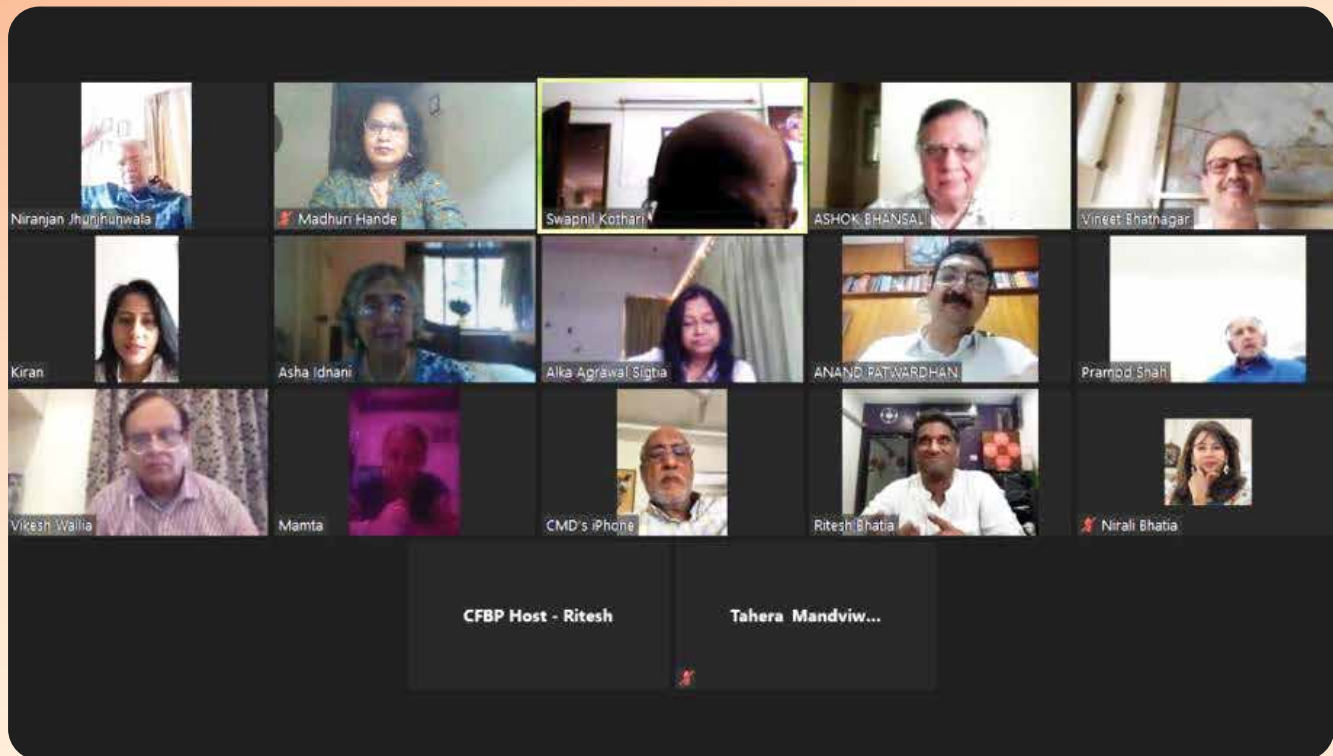 Niranjan Jhunjhunwala
Madhuri Hande
Swapnil Kothari
ASHOK BHANSAL
Vineet Bhatnagar
Kiran
Asha Idnani
Alka Agrawal Sigtia
ANAND PATWARDHAN
Pramod Shah
Vikesh Wallia
Mamta
CMD's iPhone
Ritesh Bhatia
Nirali Bhatia
CFBP Host - Ritesh
Tahera Mandviw...